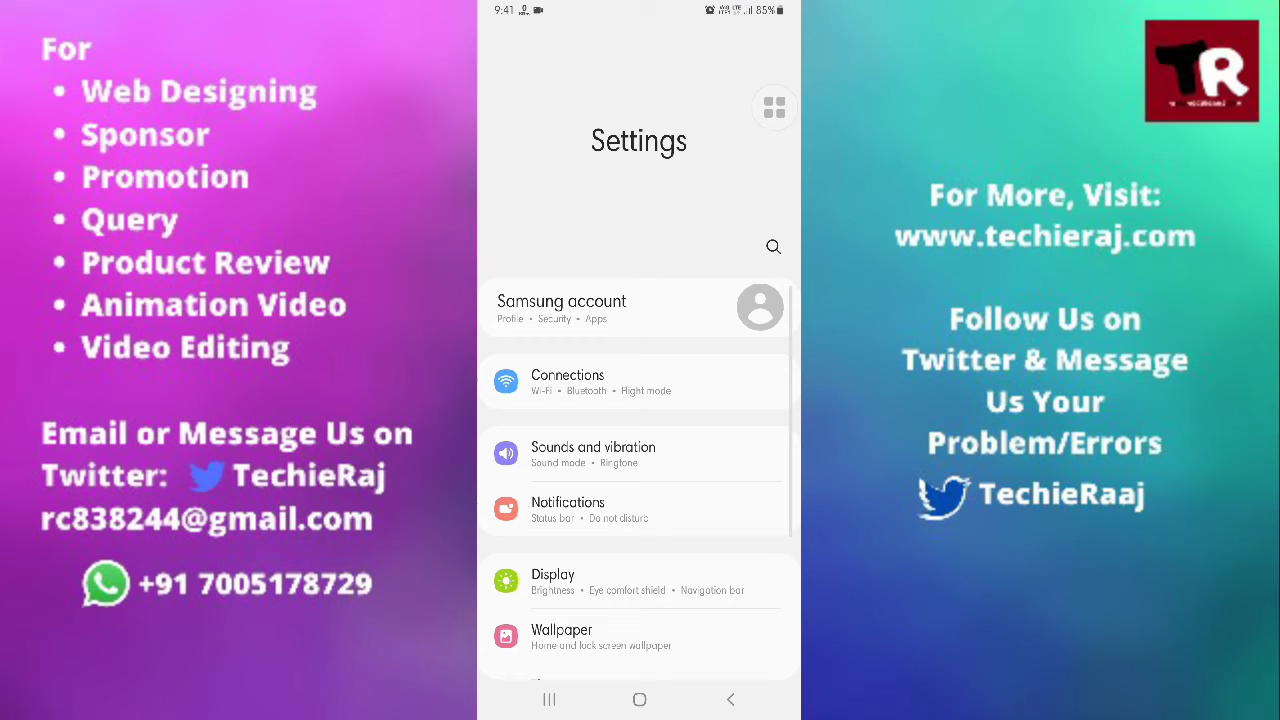 For
• Web Designing
• Sponsor
• Promotion
• Query
• Product Review
• Animation Video
• Video Editing
Email or Message Us on
Twitter: TechieRaj
rc838244@gmail.com
+91 7005178729
9:41
85%
Settings
Samsung account
Profile • Security • Apps
Connections
Wi-Fi • Bluetooth • Flight mode
Sounds and vibration
Sound mode • Ringtone
Notifications
Status bar • Do not disturb
Display
Brightness • Eye comfort shield • Navigation bar
Wallpaper
Home and lock screen wallpaper
TR
For More, Visit:
www.techieraj.com
Follow Us on
Twitter & Message
Us Your
Problem/Errors
TechieRaaj